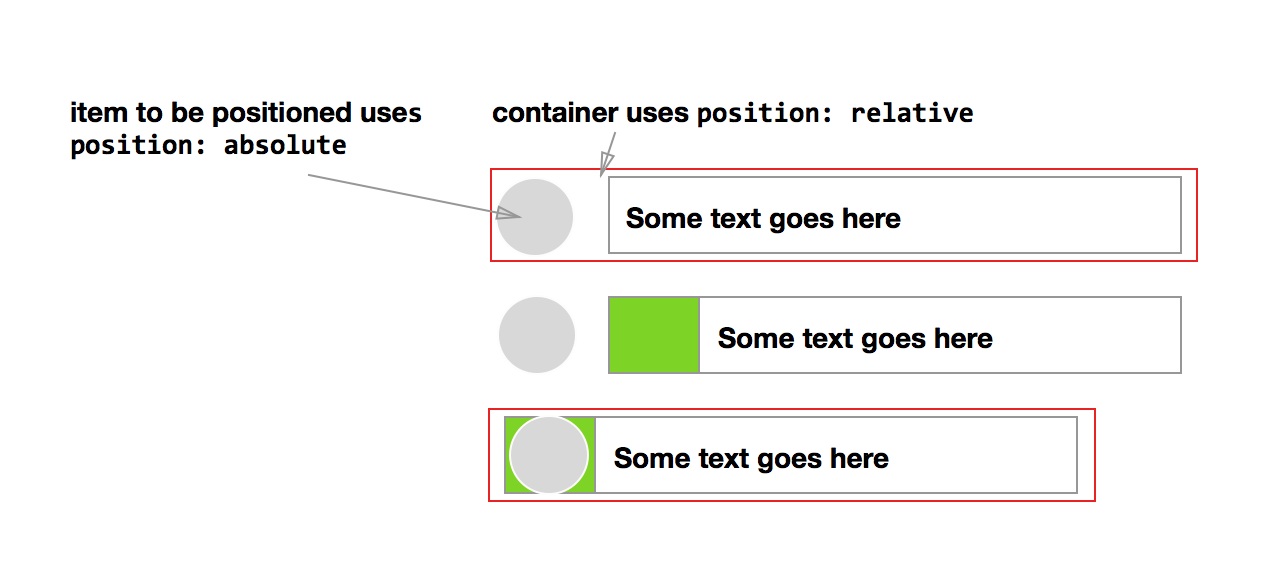 item to be positioned uses
position: absolute
container uses position: relative
Some text goes here
Some text goes here
Some text goes here